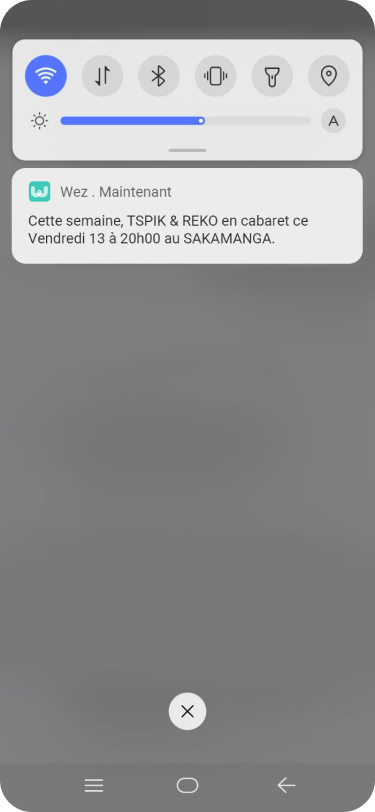 A
Wez . Maintenant
Cette semaine, TSPIK & REKO en cabaret ce
Vendredi 13 à 20h00 au SAKAMANGA.